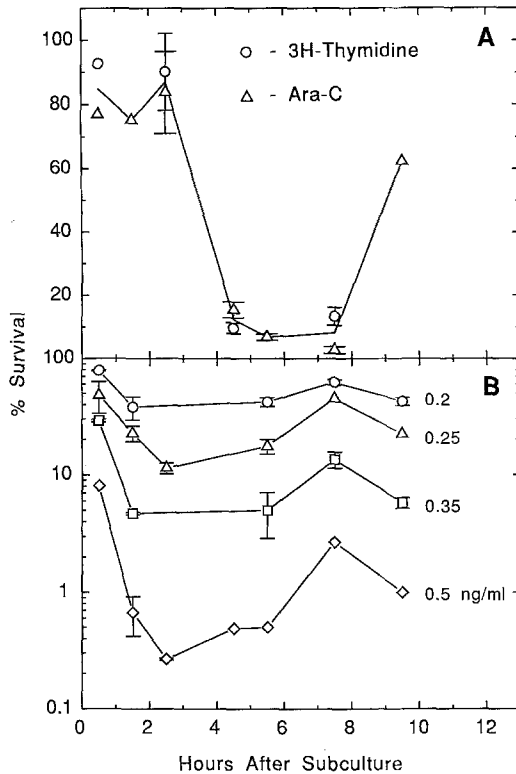 A
○ - 3H-Thymidine
△ - Ara-C
100
80
60
40
20
100
% Survival
B
0.2
0.25
10
0.35
1
0.5 ng/ml
0.1
0 2 4 6 8 10 12
Hours After Subculture